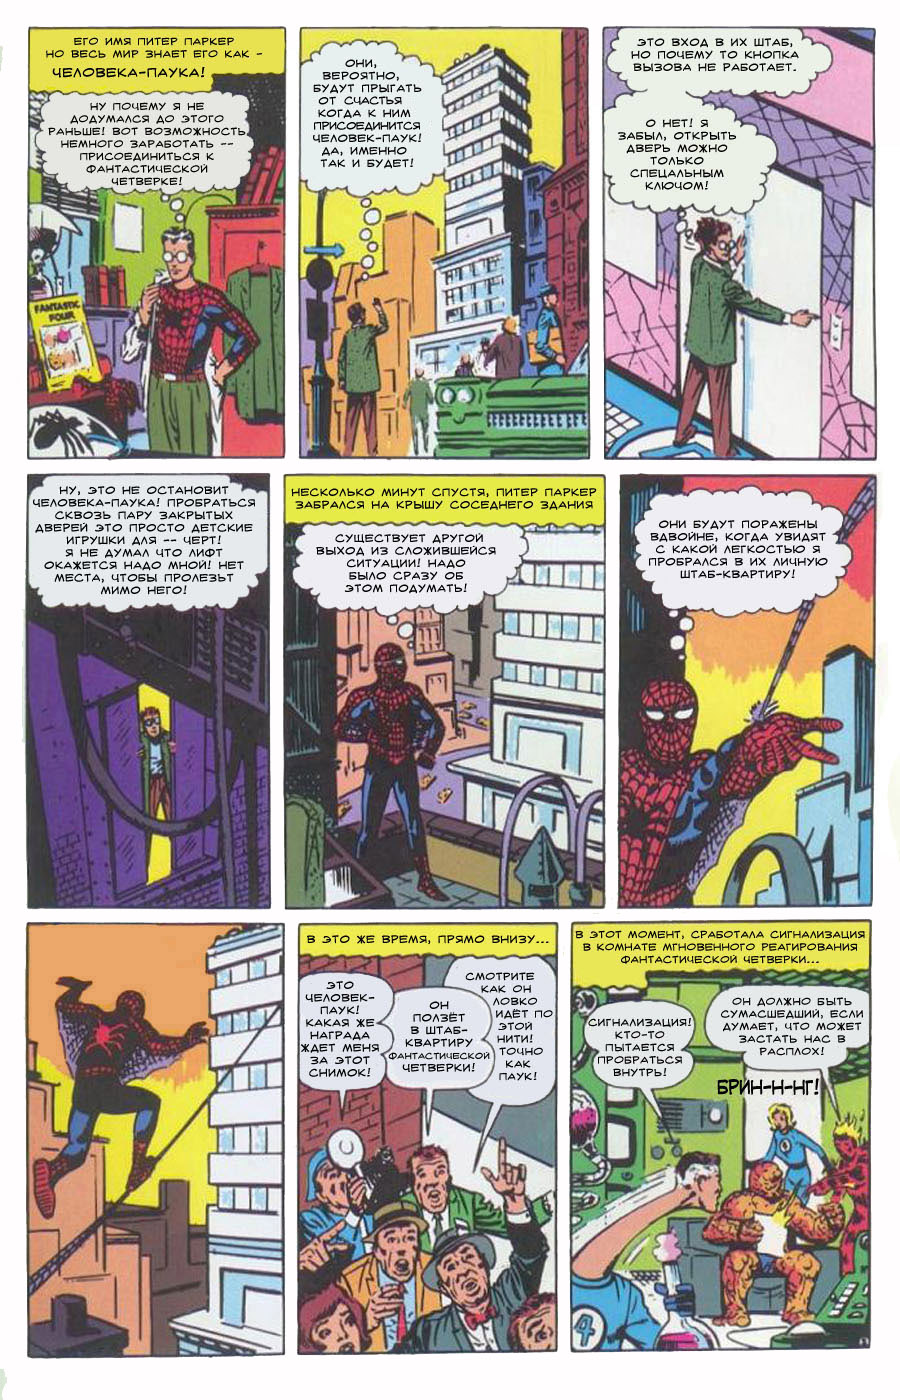 ЕГО ИМЯ ПИТЕР ПАРКЕР
НО ВЕСЬ МИР ЗНАЕТ ЕГО КАК -
ЧЕЛОВЕКА-ПАУКА!
НУ ПОЧЕМУ Я НЕ
ДОДУМАЛСЯ ДО ЭТОГО
РАНЬШЕ! ВОТ ВОЗМОЖНОСТЬ
НЕМНОГО ЗАРАБОТАТЬ --
ПРИСОЕДИНИТЬСЯ К
ФАНТАСТИЧЕСКОЙ
ЧЕТВЕРКЕ!
FANTASTIC
FOUR
ОНИ,
ВЕРОЯТНО,
БУДУТ ПРЫГАТЬ
ОТ СЧАСТЬЯ
КОГДА К НИМ
ПРИСОЕДИНИТСЯ
ЧЕЛОВЕК-ПАУК!
ДА, ИМЕННО
ТАК И БУДЕТ!
ЭТО ВХОД В ИХ ШТАБ,
НО ПОЧЕМУ ТО КНОПКА
ВЫЗОВА НЕ РАБОТАЕТ.
О НЕТ! Я
ЗАБЫЛ, ОТКРЫТЬ
ДВЕРЬ МОЖНО
ТОЛЬКО
СПЕЦАЛЬНЫМ
КЛЮЧОМ!
НУ, ЭТО НЕ ОСТАНОВИТ
ЧЕЛОВЕКА-ПАУКА! ПРОБРАТЬСЯ
СКВОЗЬ ПАРУ ЗАКРЫТЫХ
ДВЕРЕЙ ЭТО ПРОСТО ДЕТСКИЕ
ИГРУШКИ ДЛЯ -- ЧЕРТ!
Я НЕ ДУМАЛ ЧТО ЛИФТ
ОКАЖЕТСЯ НАДО МНОЙ! НЕТ
МЕСТА, ЧТОБЫ ПРОЛЕЗЬТ
МИМО НЕГО!
НЕСКОЛЬКО МИНУТ СПУСТЯ, ПИТЕР ПАРКЕР
ЗАБРАЛСЯ НА КРЫШУ СОСЕДНЕГО ЗДАНИЯ
СУЩЕСТВУЕТ ДРУГОЙ
ВЫХОД ИЗ СЛОЖИВШЕЙСЯ
СИТУАЦИИ! НАДО
БЫЛО СРАЗУ ОБ
ЭТОМ ПОДУМАТЬ!
ОНИ БУДУТ ПОРАЖЕНЫ
ВДВОЙНЕ, КОГДА УВИДЯТ
С КАКОЙ ЛЕГКОСТЬЮ Я
ПРОБРАЛСЯ В ИХ ЛИЧНУЮ
ШТАБ-КВАРТИРУ!
В ЭТО ЖЕ ВРЕМЯ, ПРЯМО ВНИЗУ...
ЭТО
ЧЕЛОВЕК-
ПАУК!
КАКАЯ ЖЕ
НАГРАДА
ЖДЕТ МЕНЯ
ЗА ЭТОТ
СНИМОК!
ОН
ПОЛЗЁТ
В ШТАБ-
КВАРТИРУ
ФАНТАСТИЧЕСКОЙ
ЧЕТВЕРКИ!
СМОТРИТЕ
КАК ОН
ЛОВКО
ИДЁТ ПО
ЭТОЙ
НИТИ!
ТОЧНО
КАК
ПАУК!
В ЭТОТ МОМЕНТ, СРАБОТАЛА СИГНАЛИЗАЦИЯ
В КОМНАТЕ МГНОВЕННОГО РЕАГИРОВАНИЯ
ФАНТАСТИЧЕСКОЙ ЧЕТВЕРКИ...
СИГНАЛИЗАЦИЯ!
КТО-ТО
ПЫТАЕТСЯ
ПРОБРАТЬСЯ
ВНУТРЬ!
ОН ДОЛЖНО БЫТЬ
СУМАСШЕДШИЙ, ЕСЛИ
ДУМАЕТ, ЧТО МОЖЕТ
ЗАСТАТЬ НАС В
РАСПЛОХ!
БРИН-Н-НГ!
4